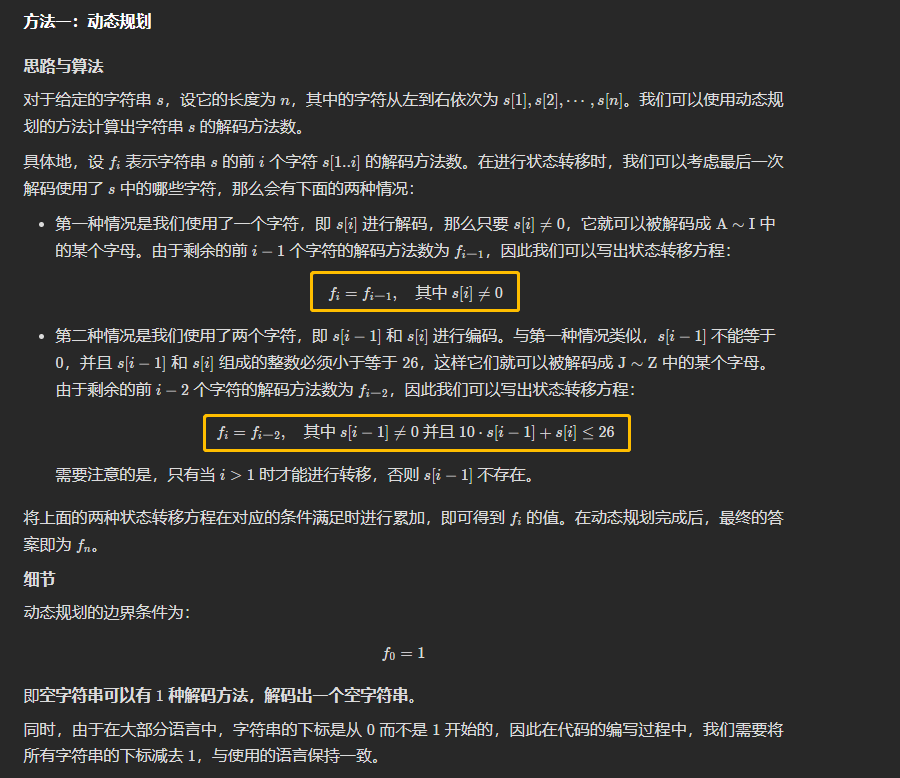 方法一：动态规划
思路与算法
对于给定的字符串 s，设它的长度为 n，其中的字符从左到右依次为 s[1], s[2], ⋯ , s[n]。我们可以使用动态规
划的方法计算出字符串 s 的解码方法数。
具体地，设 f_i 表示字符串 s 的前 i 个字符 s[1..i] 的解码方法数。在进行状态转移时，我们可以考虑最后一次
解码使用了 s 中的哪些字符，那么会有下面的两种情况：
• 第一种情况是我们使用了一个字符，即 s[i] 进行解码，那么只要 s[i] ≠ 0，它就可以被解码成 A ∼ I 中
的某个字母。由于剩余的前 i − 1 个字符的解码方法数为 f_{i−1}，因此我们可以写出状态转移方程：
f_i = f_{i−1}, 其中 s[i] ≠ 0
• 第二种情况是我们使用了两个字符，即 s[i − 1] 和 s[i] 进行编码。与第一种情况类似，s[i − 1] 不能等于
0，并且 s[i − 1] 和 s[i] 组成的整数必须小于等于 26，这样它们就可以被解码成 J ∼ Z 中的某个字母。
由于剩余的前 i − 2 个字符的解码方法数为 f_{i−2}，因此我们可以写出状态转移方程：
f_i = f_{i−2}, 其中 s[i − 1] ≠ 0 并且 10 · s[i − 1] + s[i] ≤ 26
需要注意的是，只有当 i > 1 时才能进行转移，否则 s[i − 1] 不存在。
将上面的两种状态转移方程在对应的条件满足时进行累加，即可得到 f_i 的值。在动态规划完成后，最终的答
案即为 f_n。
细节
动态规划的边界条件为：
f_0 = 1
即空字符串可以有 1 种解码方法，解码出一个空字符串。
同时，由于在大部分语言中，字符串的下标是从 0 而不是 1 开始的，因此在代码的编写过程中，我们需要将
所有字符串的下标减去 1，与使用的语言保持一致。